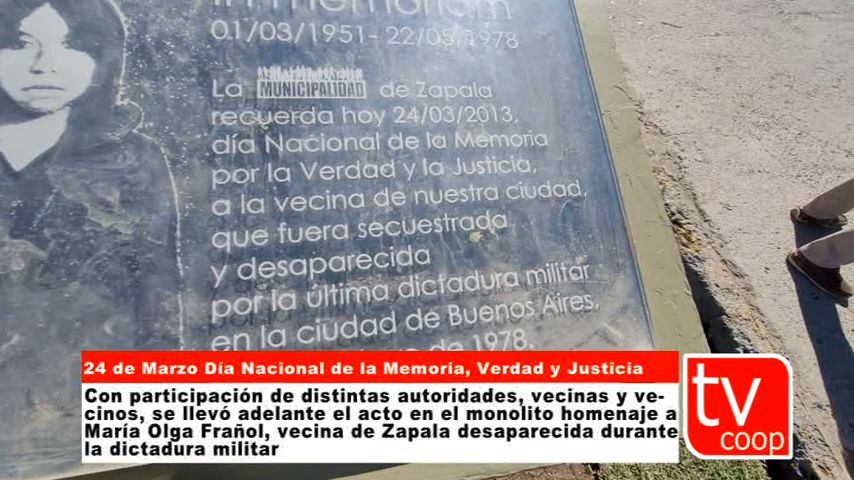 in memoriam
01/03/1951 - 22/05/1978
La MUNICIPALIDAD de Zapala
recuerda hoy 24/03/2013,
día Nacional de la Memoria
por la Verdad y la Justicia,
a la vecina de nuestra ciudad,
que fuera secuestrada
y desaparecida
por la última dictadura militar
en la ciudad de Buenos Aires,
de 1978.
24 de Marzo Día Nacional de la Memoria, Verdad y Justicia
Con participación de distintas autoridades, vecinas y ve-
cinos, se llevó adelante el acto en el monolito homenaje a
María Olga Frañol, vecina de Zapala desaparecida durante
la dictadura militar
tv
coop